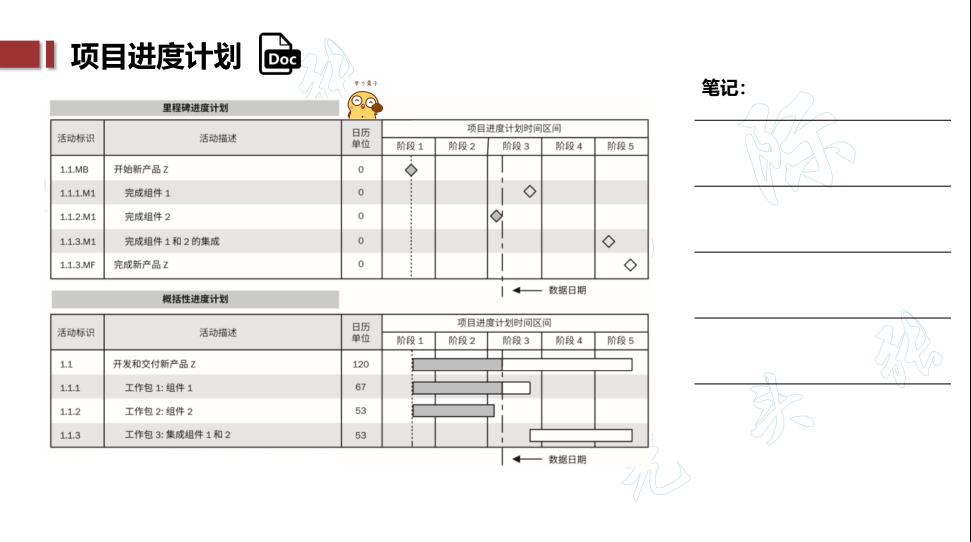 项目进度计划
Doc
笔记：
里程碑进度计划
活动标识 活动描述 日历单位 项目进度计划时间区间
阶段 1 阶段 2 阶段 3 阶段 4 阶段 5
1.1.MB 开始新产品 Z 0
1.1.1.M1 完成组件 1 0
1.1.2.M1 完成组件 2 0
1.1.3.M1 完成组件 1 和 2 的集成 0
1.1.3.MF 完成新产品 Z 0
数据日期
概括性进度计划
活动标识 活动描述 日历单位 项目进度计划时间区间
阶段 1 阶段 2 阶段 3 阶段 4 阶段 5
1.1 开发和交付新产品 Z 120
1.1.1 工作包 1: 组件 1 67
1.1.2 工作包 2: 组件 2 53
1.1.3 工作包 3: 集成组件 1 和 2 53
数据日期